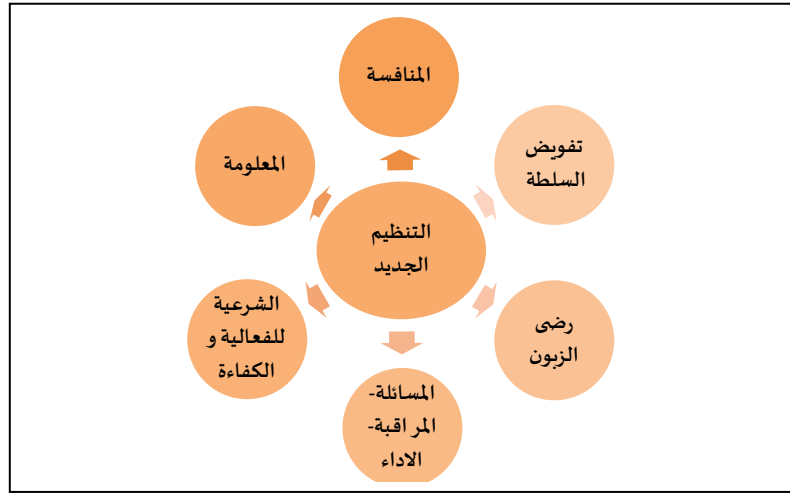 المنافسة
تفويض
السلطة
المعلومة
التنظيم
الجديد
رضى
الزبون
الشرعية
للفعالية و
الكفاءة
المسائلة-
المراقبة-
الاداء